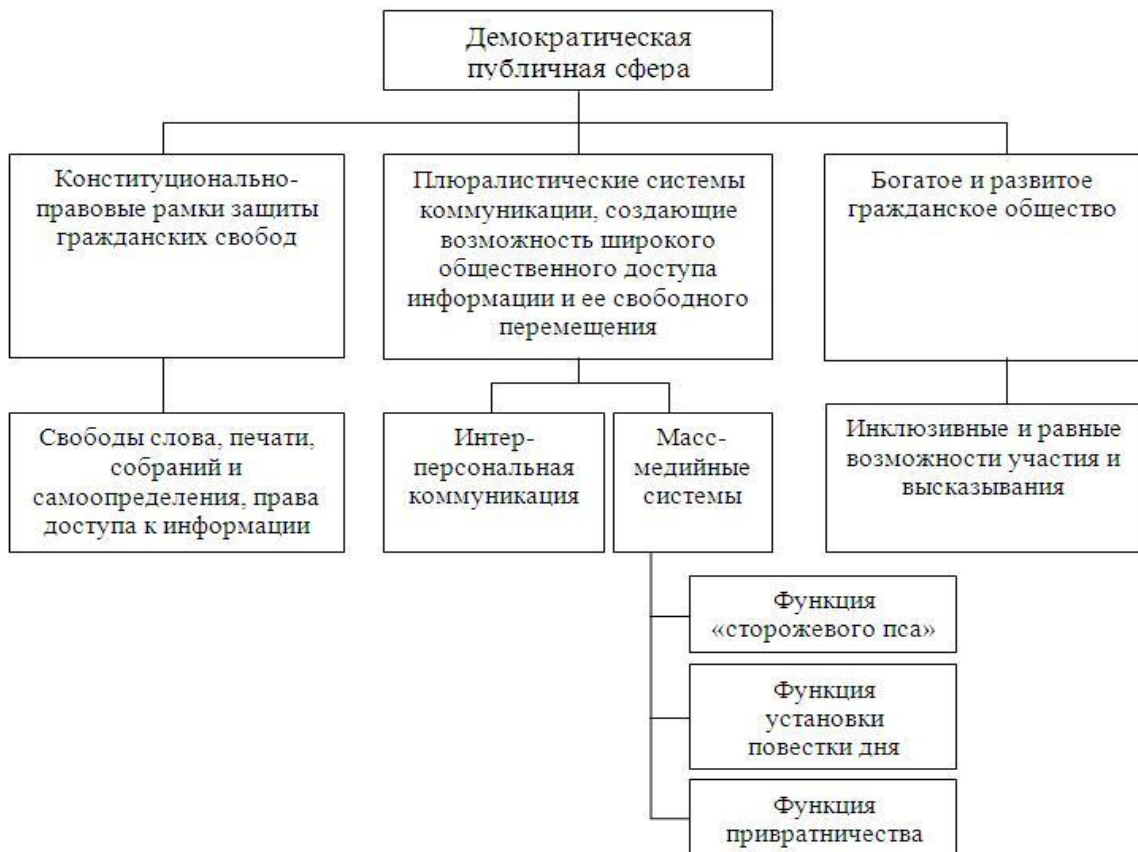 Демократическая
публичная сфера
Конституционально-
правовые рамки защиты
гражданских свобод
Плюралистические системы
коммуникации, создающие
возможность широкого
общественного доступа
информации и ее свободного
перемещения
Богатое и развитое
гражданское общество
Свободы слова, печати,
собраний и
самоопределения, права
доступа к информации
Интер-
персональная
коммуникация
Масс-
медийные
системы
Инклюзивные и равные
возможности участия и
высказывания
Функция
«сторожевого пса»
Функция
установки
повестки дня
Функция
привратничества